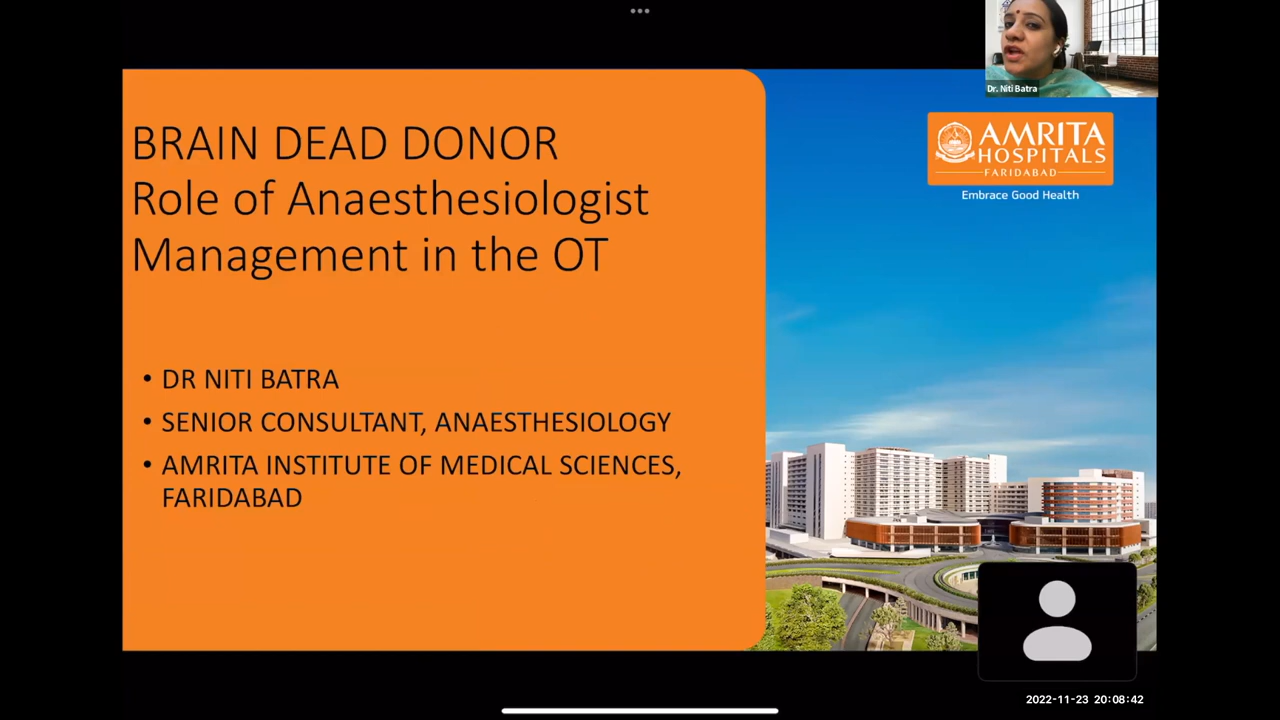 Dr. Niti Batra
BRAIN DEAD DONOR
Role of Anaesthesiologist
Management in the OT
AMRITA
HOSPITALS
FARIDABAD
Embrace Good Health
• DR NITI BATRA
• SENIOR CONSULTANT, ANAESTHESIOLOGY
• AMRITA INSTITUTE OF MEDICAL SCIENCES,
FARIDABAD
2022-11-23 20:08:42